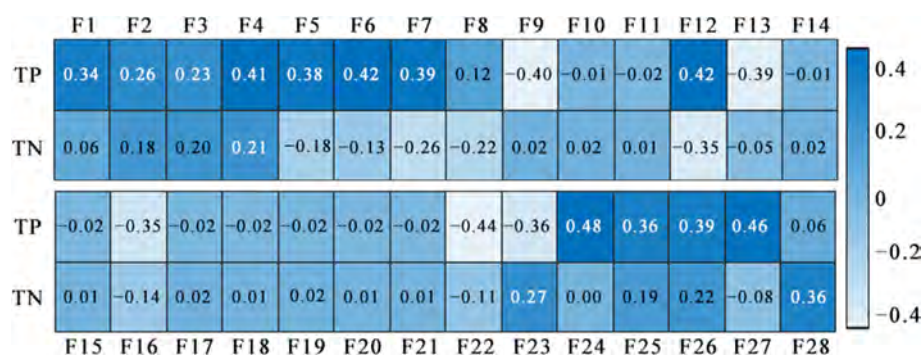 F1 F2 F3 F4 F5 F6 F7 F8 F9 F10 F11 F12 F13 F14
TP 0.34 0.26 0.23 0.41 0.38 0.42 0.39 0.12 −0.40 −0.01 −0.02 0.42 −0.39 −0.01 0.4
TN 0.06 0.18 0.20 0.21 −0.18 −0.13 −0.26 −0.22 0.02 0.02 0.01 −0.35 −0.05 0.02 0.2
0
TP −0.02 −0.35 −0.02 −0.02 −0.02 −0.02 −0.02 −0.44 −0.36 0.48 0.36 0.39 0.46 0.06 −0.2
TN 0.01 −0.14 0.02 0.01 0.02 0.01 0.01 −0.11 0.27 0.00 0.19 0.22 −0.08 0.36 −0.4
F15 F16 F17 F18 F19 F20 F21 F22 F23 F24 F25 F26 F27 F28